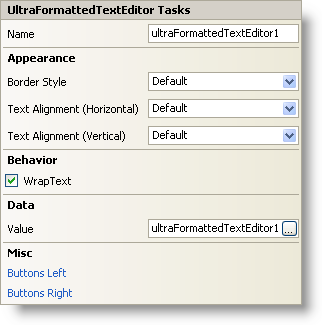 UltraFormattedTextEditor Tasks
Name ultraFormattedTextEditor1
Appearance
Border Style Default
Text Alignment (Horizontal) Default
Text Alignment (Vertical) Default
Behavior
WrapText
Data
Value ultraFormattedTextEditor1 ...
Misc
Buttons Left
Buttons Right